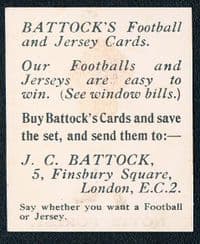 BATTOCK'S Football
and Jersey Cards.
Our Footballs and
Jerseys are easy to
win. (See window bills.)
Buy Battock's Cards and save
the set, and send them to:—
J. C. BATTOCK,
5, Finsbury Square,
London, E.C.2.
Say whether you want a Football
or Jersey.